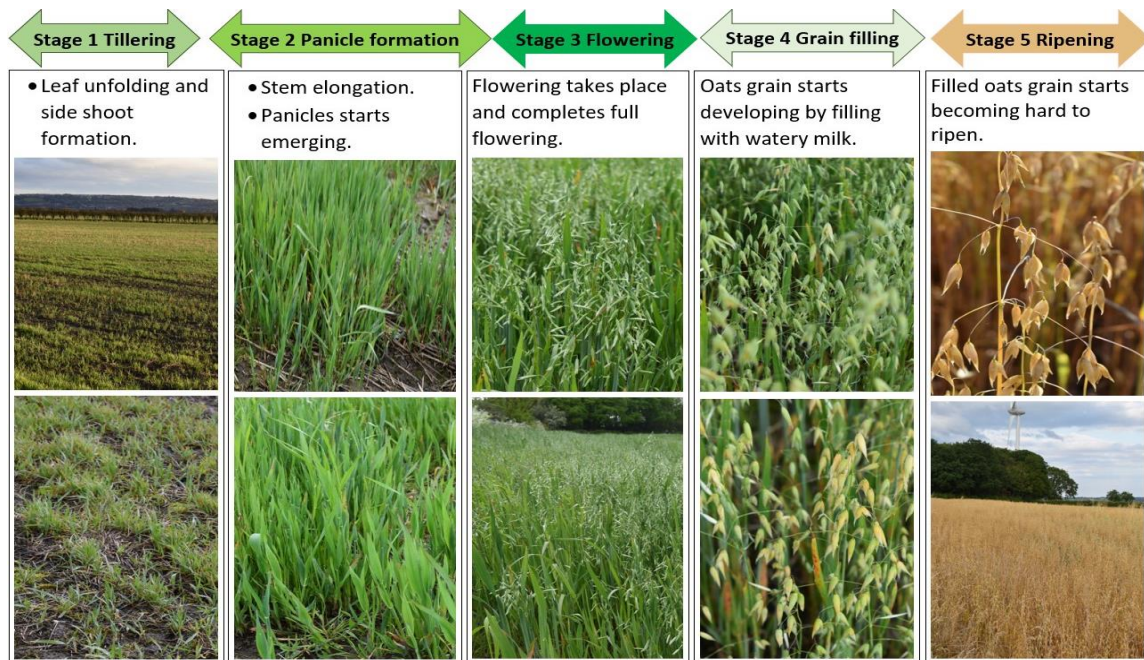 Stage 1 Tillering
Stage 2 Panicle formation
Stage 3 Flowering
Stage 4 Grain filling
Stage 5 Ripening
• Leaf unfolding and
side shoot
formation.
• Stem elongation.
• Panicles starts
emerging.
Flowering takes place
and completes full
flowering.
Oats grain starts
developing by filling
with watery milk.
Filled oats grain starts
becoming hard to
ripen.